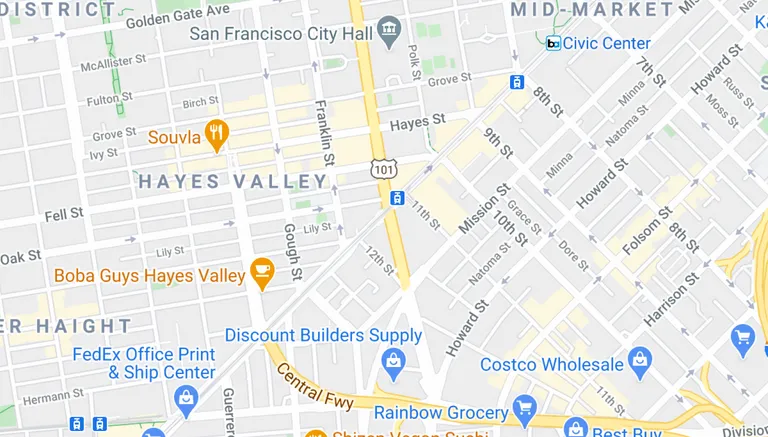 DISTRICT
Golden Gate Ave
MID-MARKET
San Francisco City Hall
Civic Center
McAllister St
Polk St
7th St
Howard St
Fulton St
Birch St
Grove St
8th St
Minna
Russ St
Moss St
Natoma St
Franklin St
Hayes St
Grove St
Souvla
Ivy St
9th St
101
Minna
Howard St
HAYES VALLEY
Mission St
Grace St
Fell St
11th St
10th St
Folsom St
8th St
Lily St
Lily St
Oak St
Gough St
12th St
Natoma St
Dore St
Harrison St
Boba Guys Hayes Valley
ER HAIGHT
Howard St
Discount Builders Supply
FedEx Office Print
& Ship Center
Costco Wholesale
Central Fwy
Hermann St
11th St
Guerrero
Rainbow Grocery
Best Buy
Shizen Vegan Sushi
Division